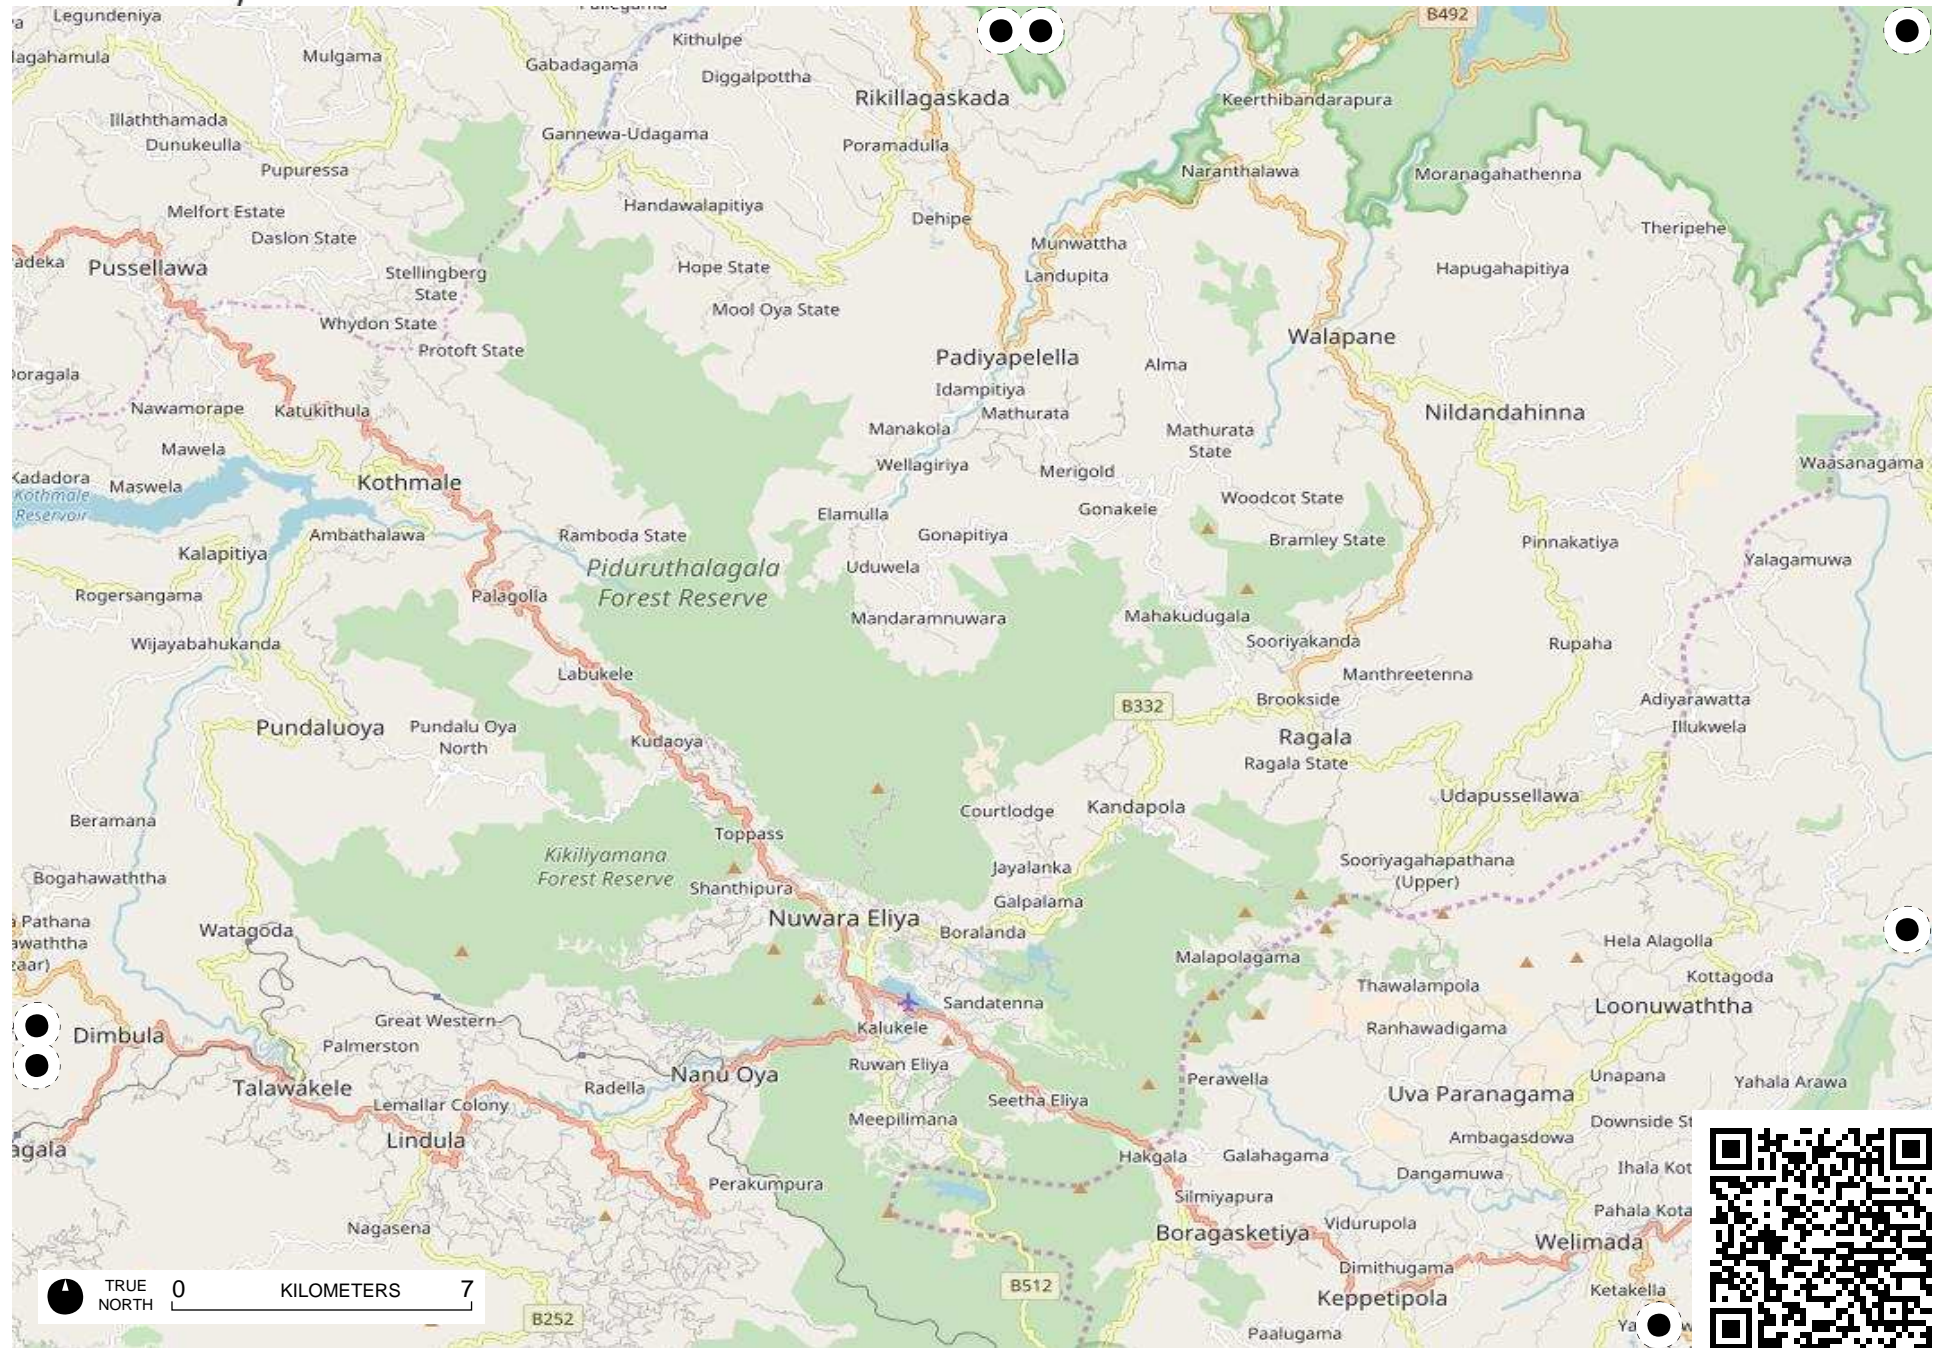 Legundeniya
Kithulpe
B492
lagahamula
Mulgama
Gabadagama
Diggalpottha
Rikillagaskada
Keerthibandarapura
Illaththamada
Dunukeulla
Gannewa-Udagama
Poramadulla
Pupuressa
Naranthalawa
Moranagahathenna
Melfort Estate
Handawalapitiya
Dehipe
Daslon State
Munwattha
Theripehe
adeka
Pussellawa
Stellingberg
State
Hope State
Landupita
Hapugahapitiya
Mool Oya State
Whydon State
Walapane
Protoft State
Padiyapelella
Alma
Doragala
Idampitiya
Nawamorape
Katukithula
Mathurata
Nildandahinna
Manakola
Mathurata
State
Mawela
Wellagiriya
Merigold
Waasanagama
Kadadora
Kothmale
Reservoir
Maswela
Kothmale
Woodcot State
Elamulla
Gonakele
Ambathalawa
Ramboda State
Gonapitiya
Bramley State
Pinnakatiya
Kalapitiya
Piduruthalagala
Forest Reserve
Uduwela
Yalagamuwa
Rogersangama
Palagolla
Mandaramnuwara
Mahakudugala
Wijayabahukanda
Sooriyakanda
Rupaha
Labukele
Manthreetenna
B332
Brookside
Adiyarawatta
Pundaluoya
Pundalu Oya
North
Kudaoya
Ragala
Illukwela
Ragala State
Udapussellawa
Beramana
Courtlodge
Kandapola
Toppass
Kikiliyamana
Forest Reserve
Jayalanka
Sooriyagahapathana
(Upper)
Bogahawaththa
Shanthipura
Galpalama
a Pathana
awaththa
zaar)
Watagoda
Nuwara Eliya
Boralanda
Hela Alagolla
Malapolagama
Kottagoda
Thawalampola
Sandatenna
Loonuwaththa
Dimbula
Great Western
Kalukele
Ranhawadigama
Palmerston
Ruwan Eliya
Talawakele
Radella
Nanu Oya
Perawella
Unapana
Yahala Arawa
Lemallar Colony
Seetha Eliya
Uva Paranagama
Meepilimana
Downside St
Lindula
Ambagasdowa
agala
Hakgala
Galahagama
Dangamuwa
Ihala Kot
Perakumpura
Silmiyapura
Nagasena
Boragasketiya
Vidurupola
Pahala Kota
Welimada
Dimithugama
TRUE
NORTH
0 KILOMETERS 7
B512
Keppetipola
Ketakella
B252
Paalugama